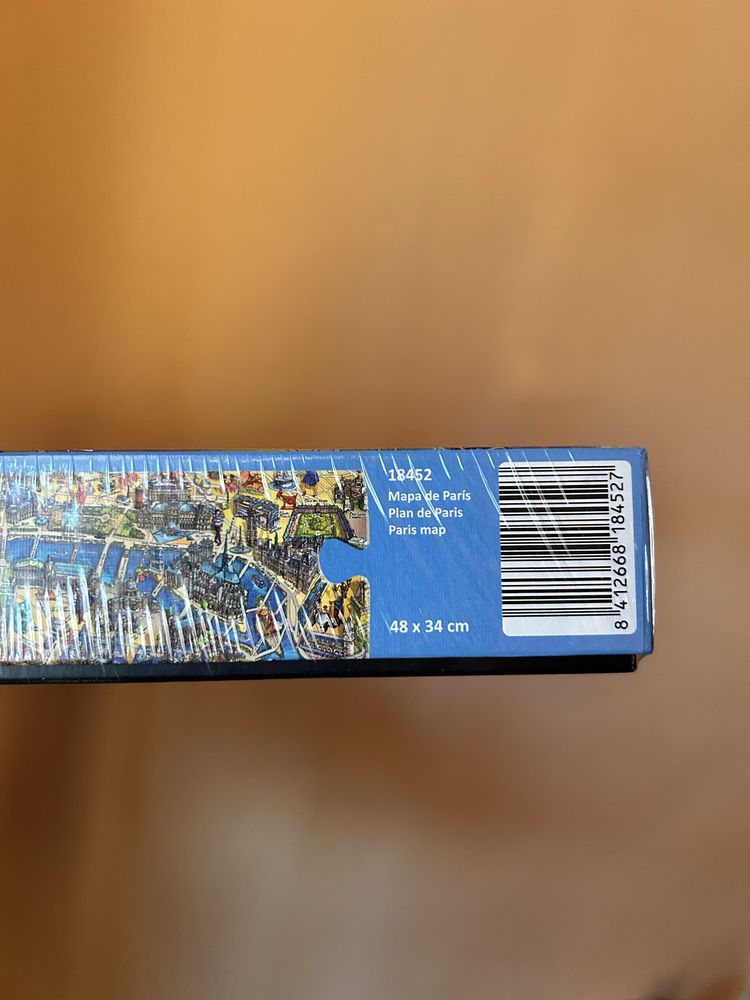 18452
Mapa de París
Plan de Paris
Paris map
48 x 34 cm
8 412668 184527